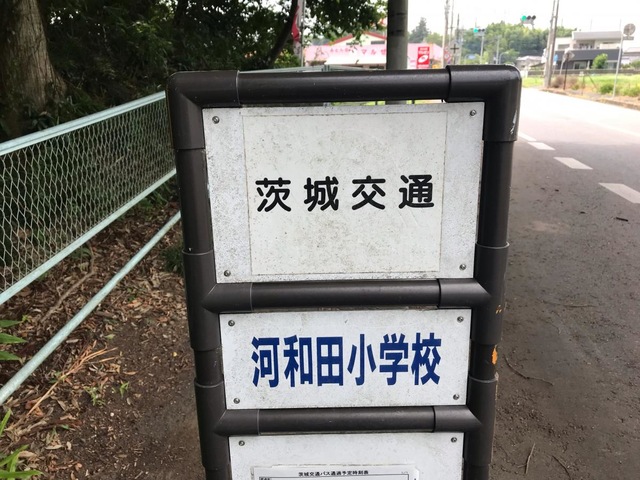 茨城交通
河和田小学校
茨城交通バス通過予定時刻表